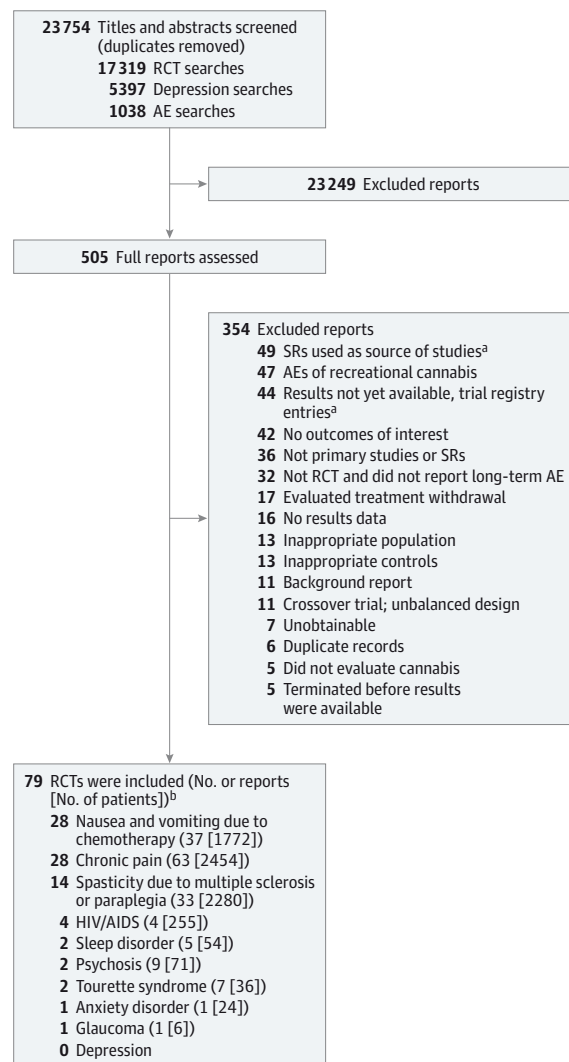 23 754 Titles and abstracts screened
(duplicates removed)
17 319 RCT searches
5397 Depression searches
1038 AE searches
23 249 Excluded reports
505 Full reports assessed
354 Excluded reports
49 SRs used as source of studiesa
47 AEs of recreational cannabis
44 Results not yet available, trial registry
entriesa
42 No outcomes of interest
36 Not primary studies or SRs
32 Not RCT and did not report long-term AE
17 Evaluated treatment withdrawal
16 No results data
13 Inappropriate population
13 Inappropriate controls
11 Background report
11 Crossover trial; unbalanced design
7 Unobtainable
6 Duplicate records
5 Did not evaluate cannabis
5 Terminated before results
were available
79 RCTs were included (No. or reports
[No. of patients])b
28 Nausea and vomiting due to
chemotherapy (37 [1772])
28 Chronic pain (63 [2454])
14 Spasticity due to multiple sclerosis
or paraplegia (33 [2280])
4 HIV/AIDS (4 [255])
2 Sleep disorder (5 [54])
2 Psychosis (9 [71])
2 Tourette syndrome (7 [36])
1 Anxiety disorder (1 [24])
1 Glaucoma (1 [6])
0 Depression